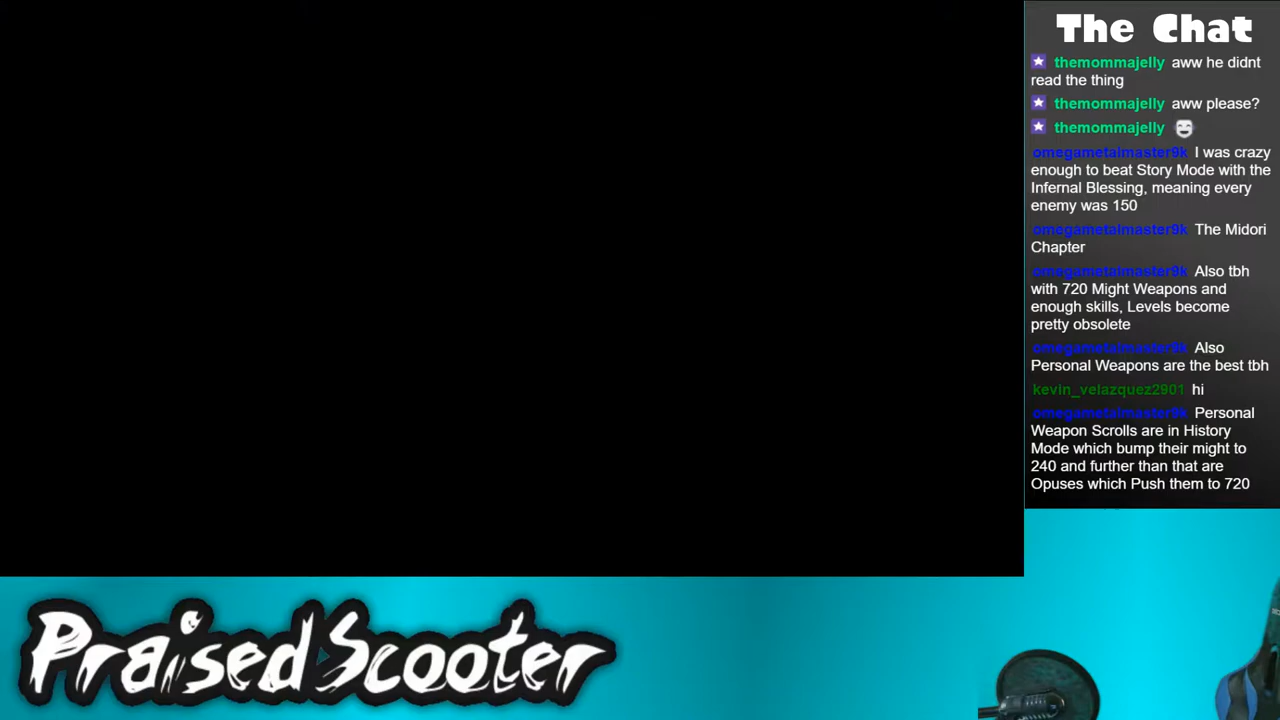 The Chat
themommajelly aww he didnt
read the thing
themommajelly aww please?
themommajelly
omegametalmaster9k I was crazy
enough to beat Story Mode with the
Infernal Blessing, meaning every
enemy was 150
omegametalmaster9k The Midori
Chapter
omegametalmaster9k Also tbh
with 720 Might Weapons and
enough skills, Levels become
pretty obsolete
omegametalmaster9k Also
Personal Weapons are the best tbh
kevin_velazquez2901 hi
omegametalmaster9k Personal
Weapon Scrolls are in History
Mode which bump their might to
240 and further than that are
Opuses which Push them to 720
PraisedScooter